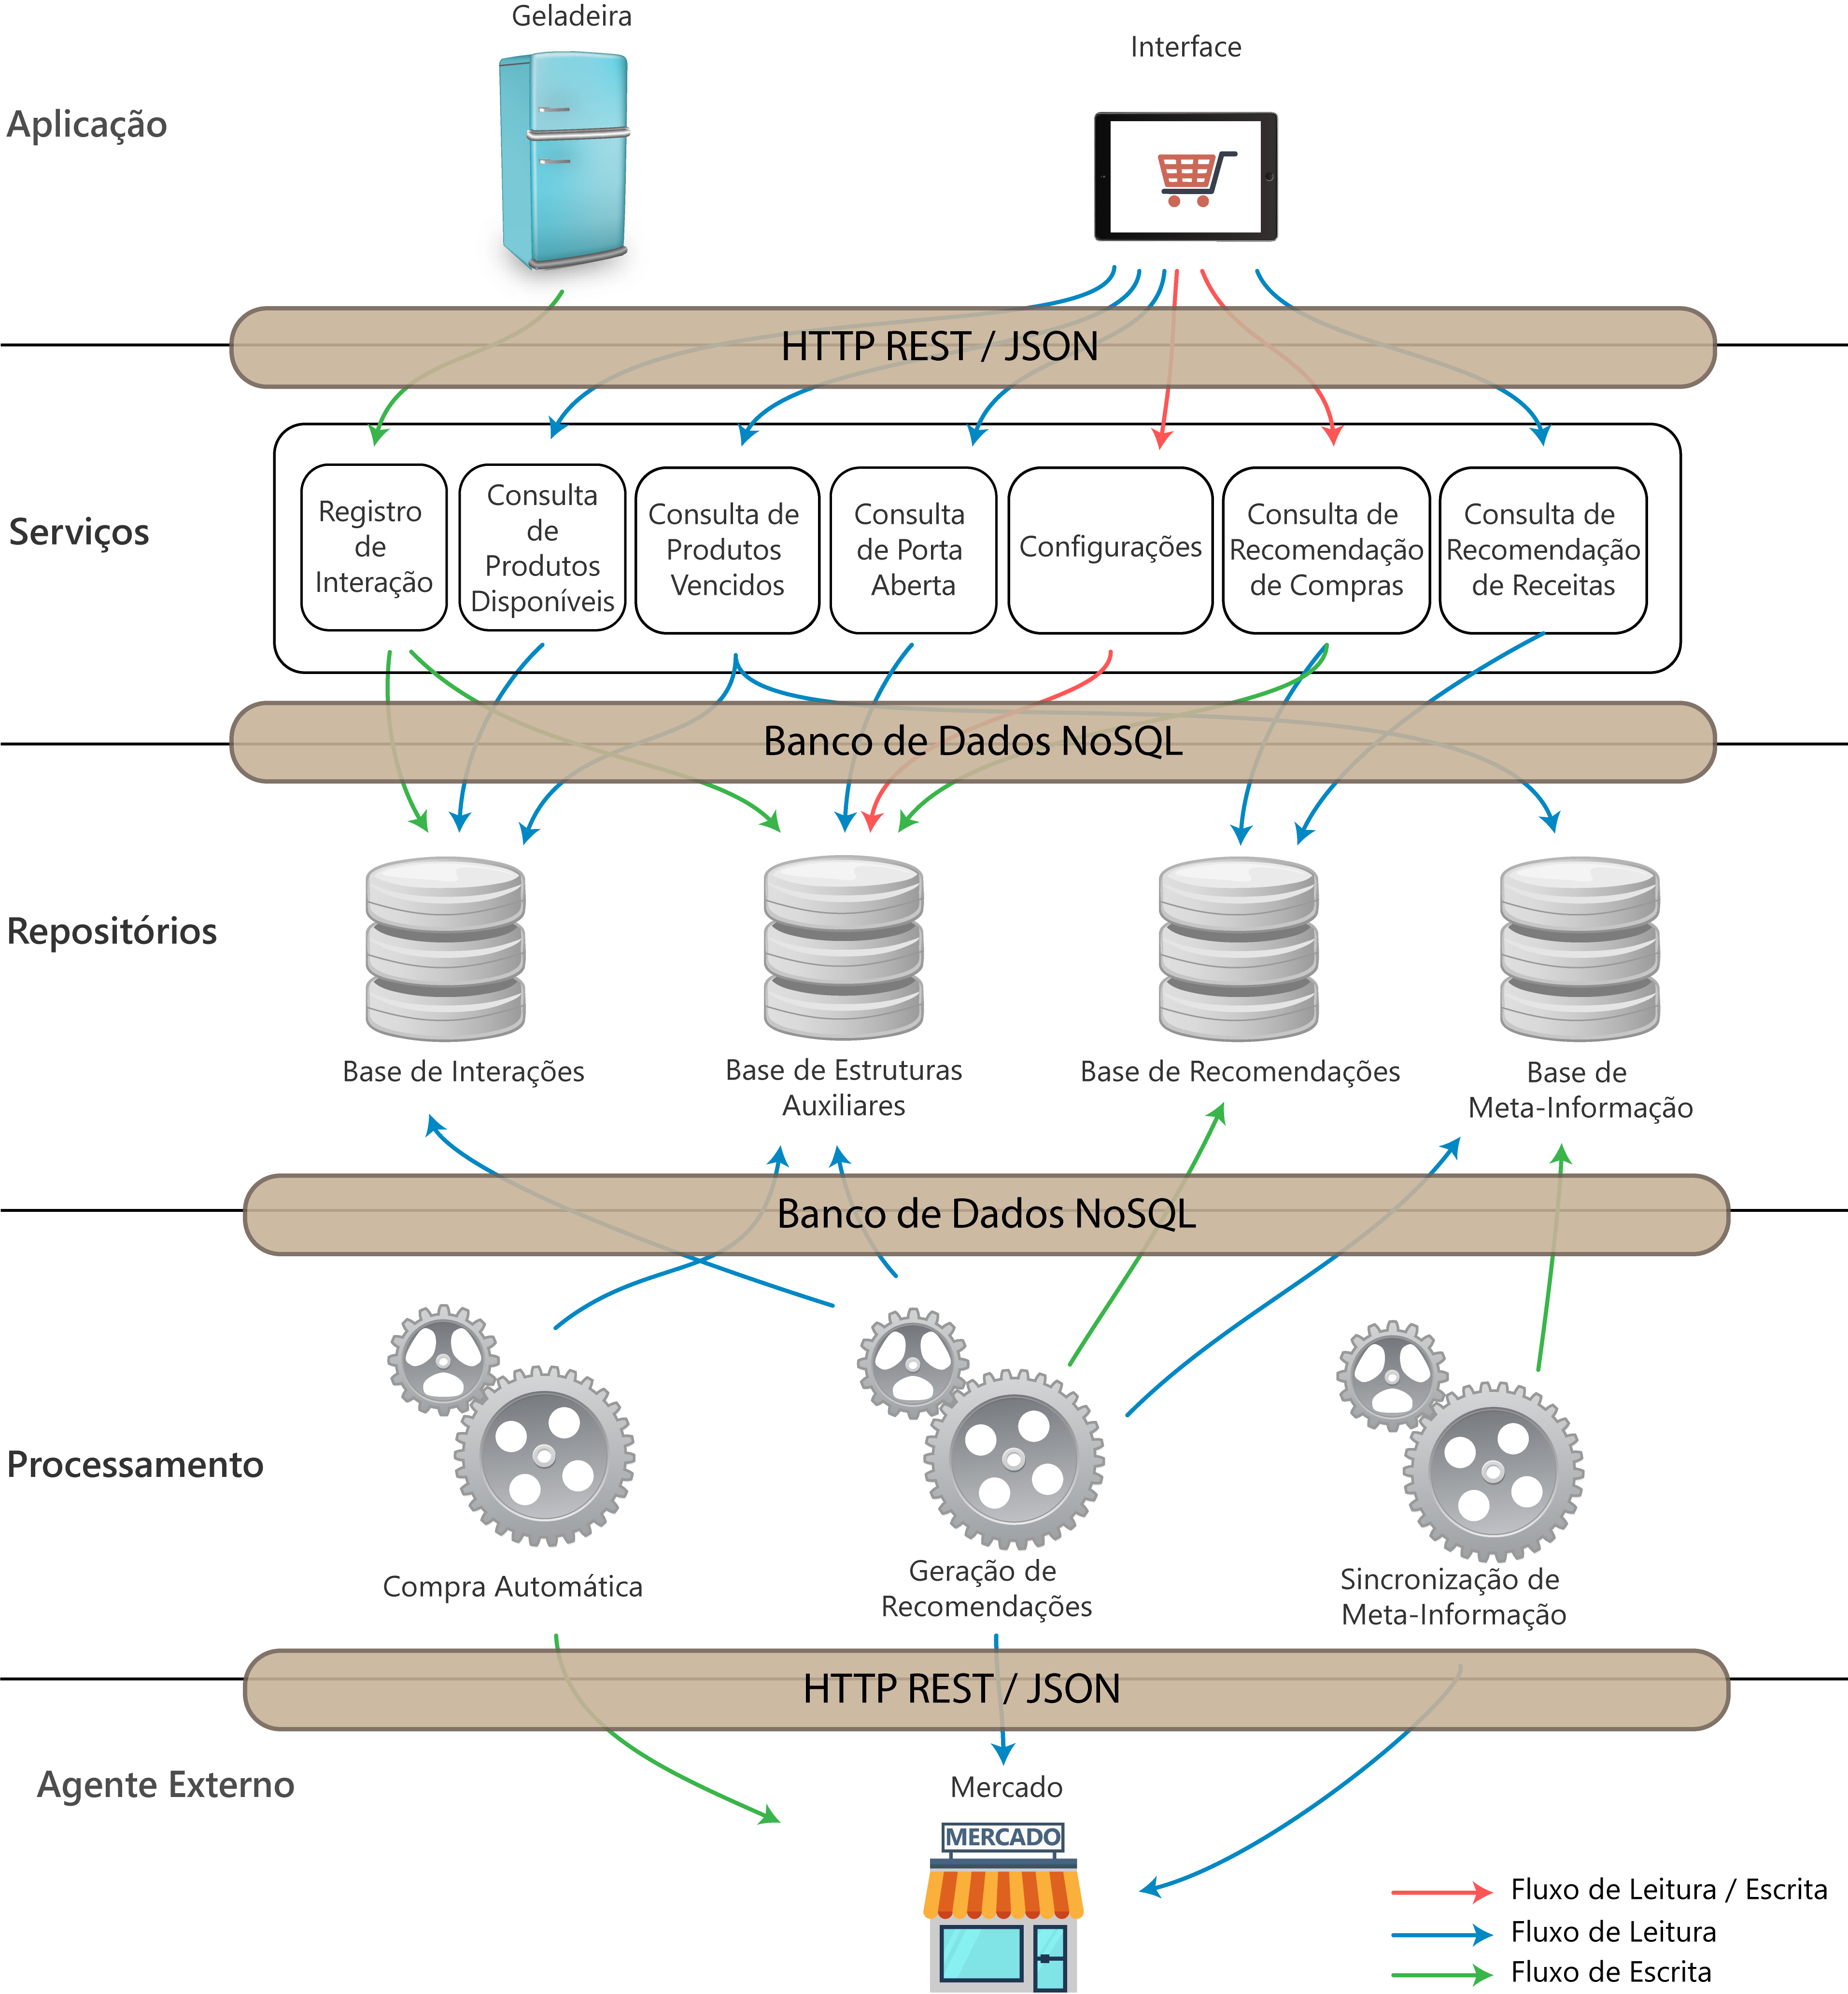 Geladeira
Interface
Aplicação
HTTP REST / JSON
Serviços
Registro
de
Interação
Consulta
de
Produtos
Disponíveis
Consulta de
Produtos
Vencidos
Consulta
de Porta
Aberta
Configurações
Consulta de
Recomendação
de Compras
Consulta de
Recomendação
de Receitas
Banco de Dados NoSQL
Repositórios
Base de Interações
Base de Estruturas
Auxiliares
Base de Recomendações
Base de
Meta-Informação
Banco de Dados NoSQL
Processamento
Compra Automática
Geração de
Recomendações
Sincronização de
Meta-Informação
HTTP REST / JSON
Agente Externo
Mercado
MERCADO
Fluxo de Leitura / Escrita
Fluxo de Leitura
Fluxo de Escrita